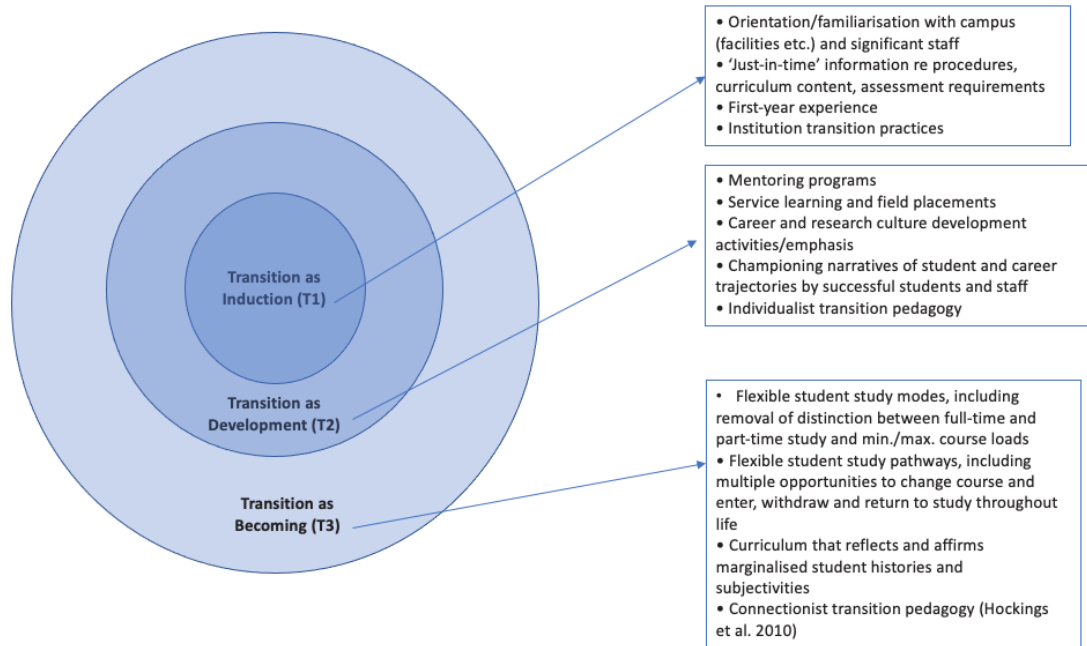 Transition as
Induction (T1)
Transition as
Development (T2)
Transition as
Becoming (T3)
• Orientation/familiarisation with campus
(facilities etc.) and significant staff
• ‘Just-in-time’ information re procedures,
curriculum content, assessment requirements
• First-year experience
• Institution transition practices
• Mentoring programs
• Service learning and field placements
• Career and research culture development
activities/emphasis
• Championing narratives of student and career
trajectories by successful students and staff
• Individualist transition pedagogy
• Flexible student study modes, including
removal of distinction between full-time and
part-time study and min./max. course loads
• Flexible student study pathways, including
multiple opportunities to change course and
enter, withdraw and return to study throughout
life
• Curriculum that reflects and affirms
marginalised student histories and
subjectivities
• Connectionist transition pedagogy (Hockings
et al. 2010)